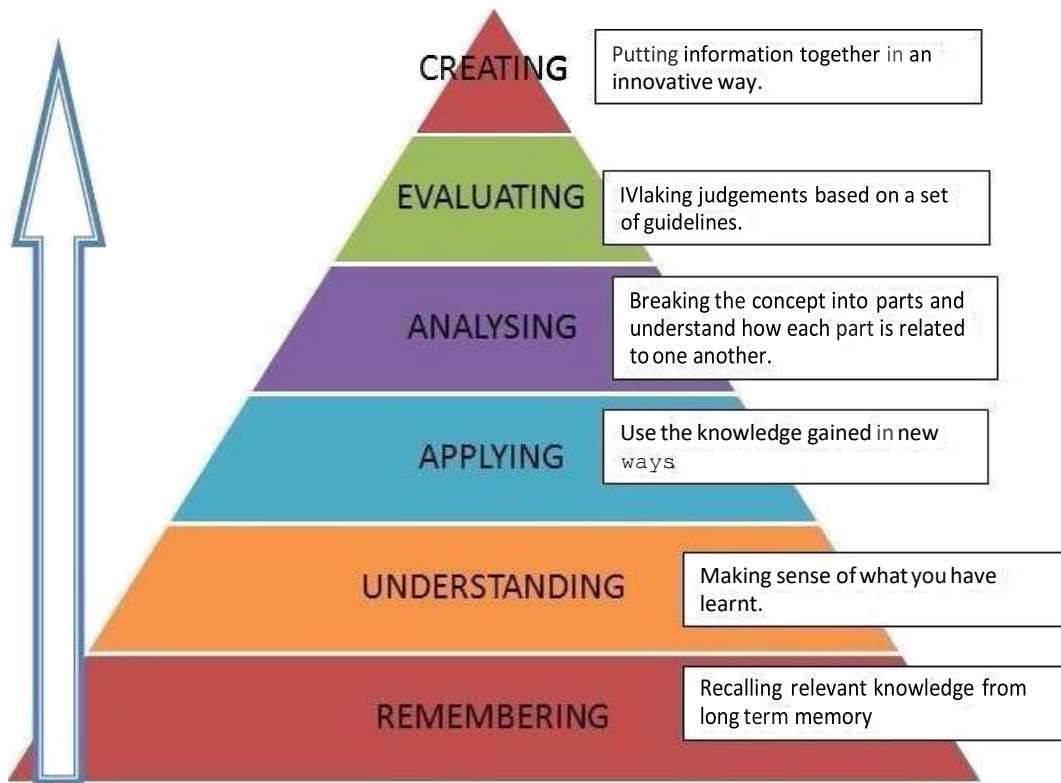 CREATING
Putting information together in an
innovative way.
EVALUATING
IVlaking judgements based on a set
of guidelines.
ANALYSING
Breaking the concept into parts and
understand how each part is related
to one another.
APPLYING
Use the knowledge gained in new
ways
UNDERSTANDING
Making sense of what you have
learnt.
REMEMBERING
Recalling relevant knowledge from
long term memory